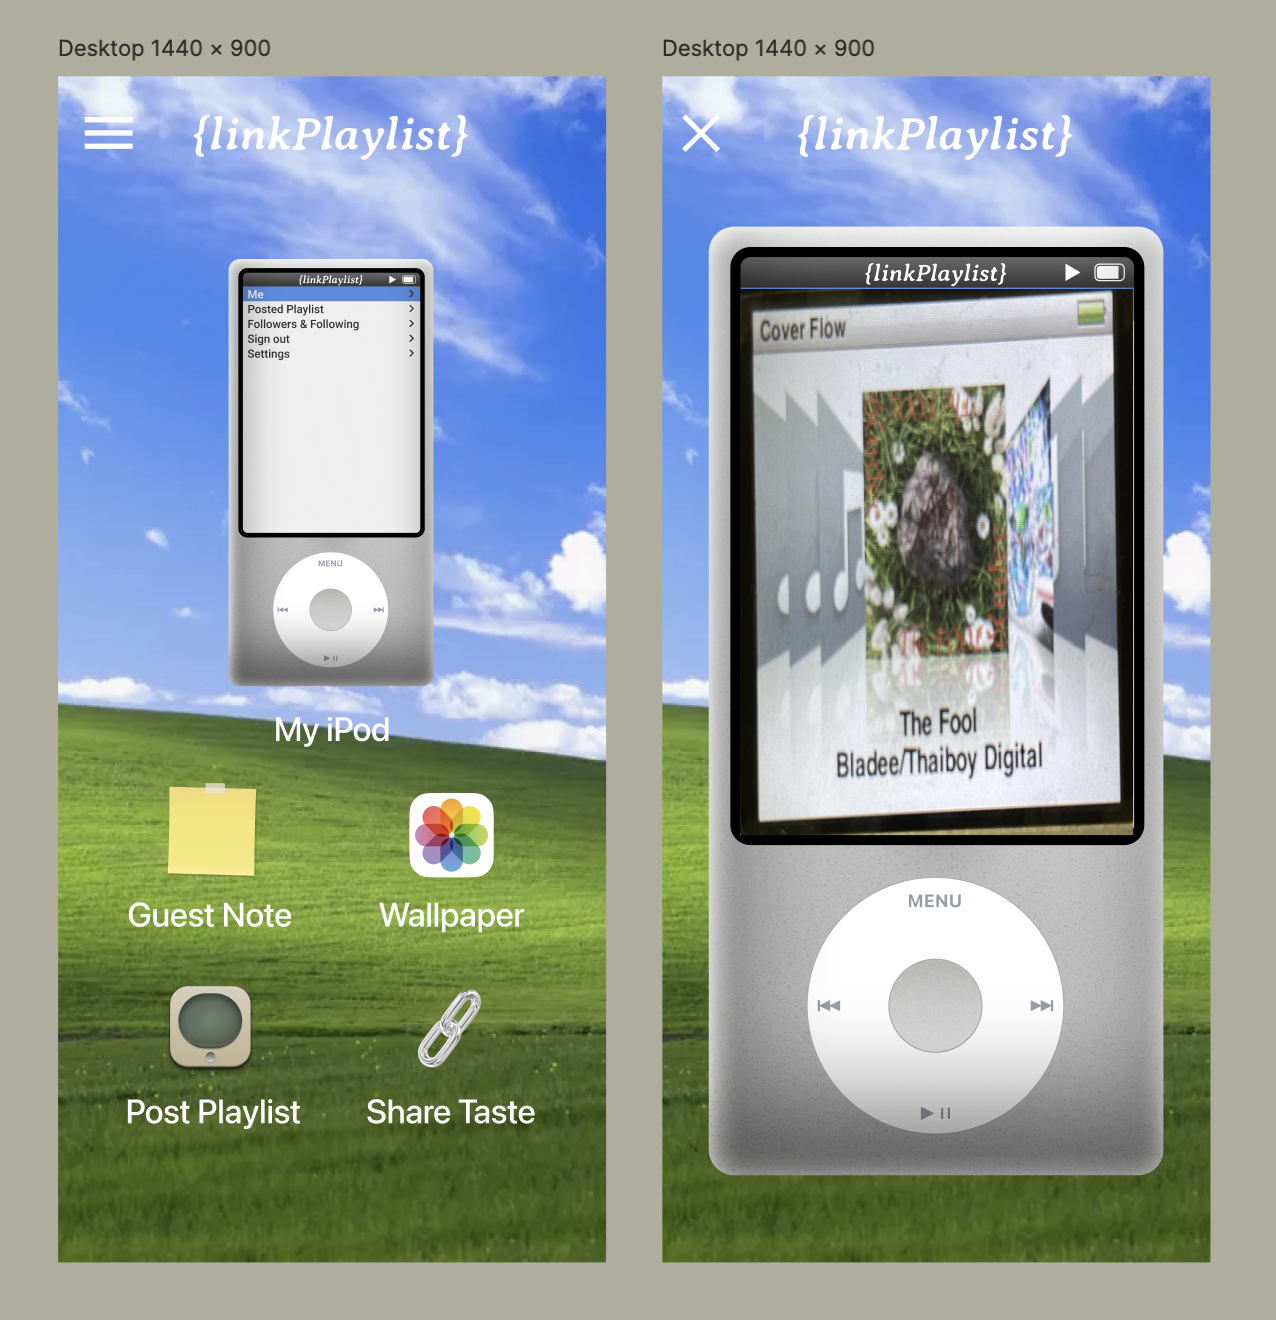 Desktop 1440 × 900
{linkPlaylist}
{linkPlaylist}
Me
Posted Playlist
Followers & Following
Sign out
Settings
MENU
My iPod
Guest Note
Wallpaper
Post Playlist
Share Taste
Desktop 1440 × 900
{linkPlaylist}
{linkPlaylist}
Cover Flow
The Fool
Bladee/Thaiboy Digital
MENU